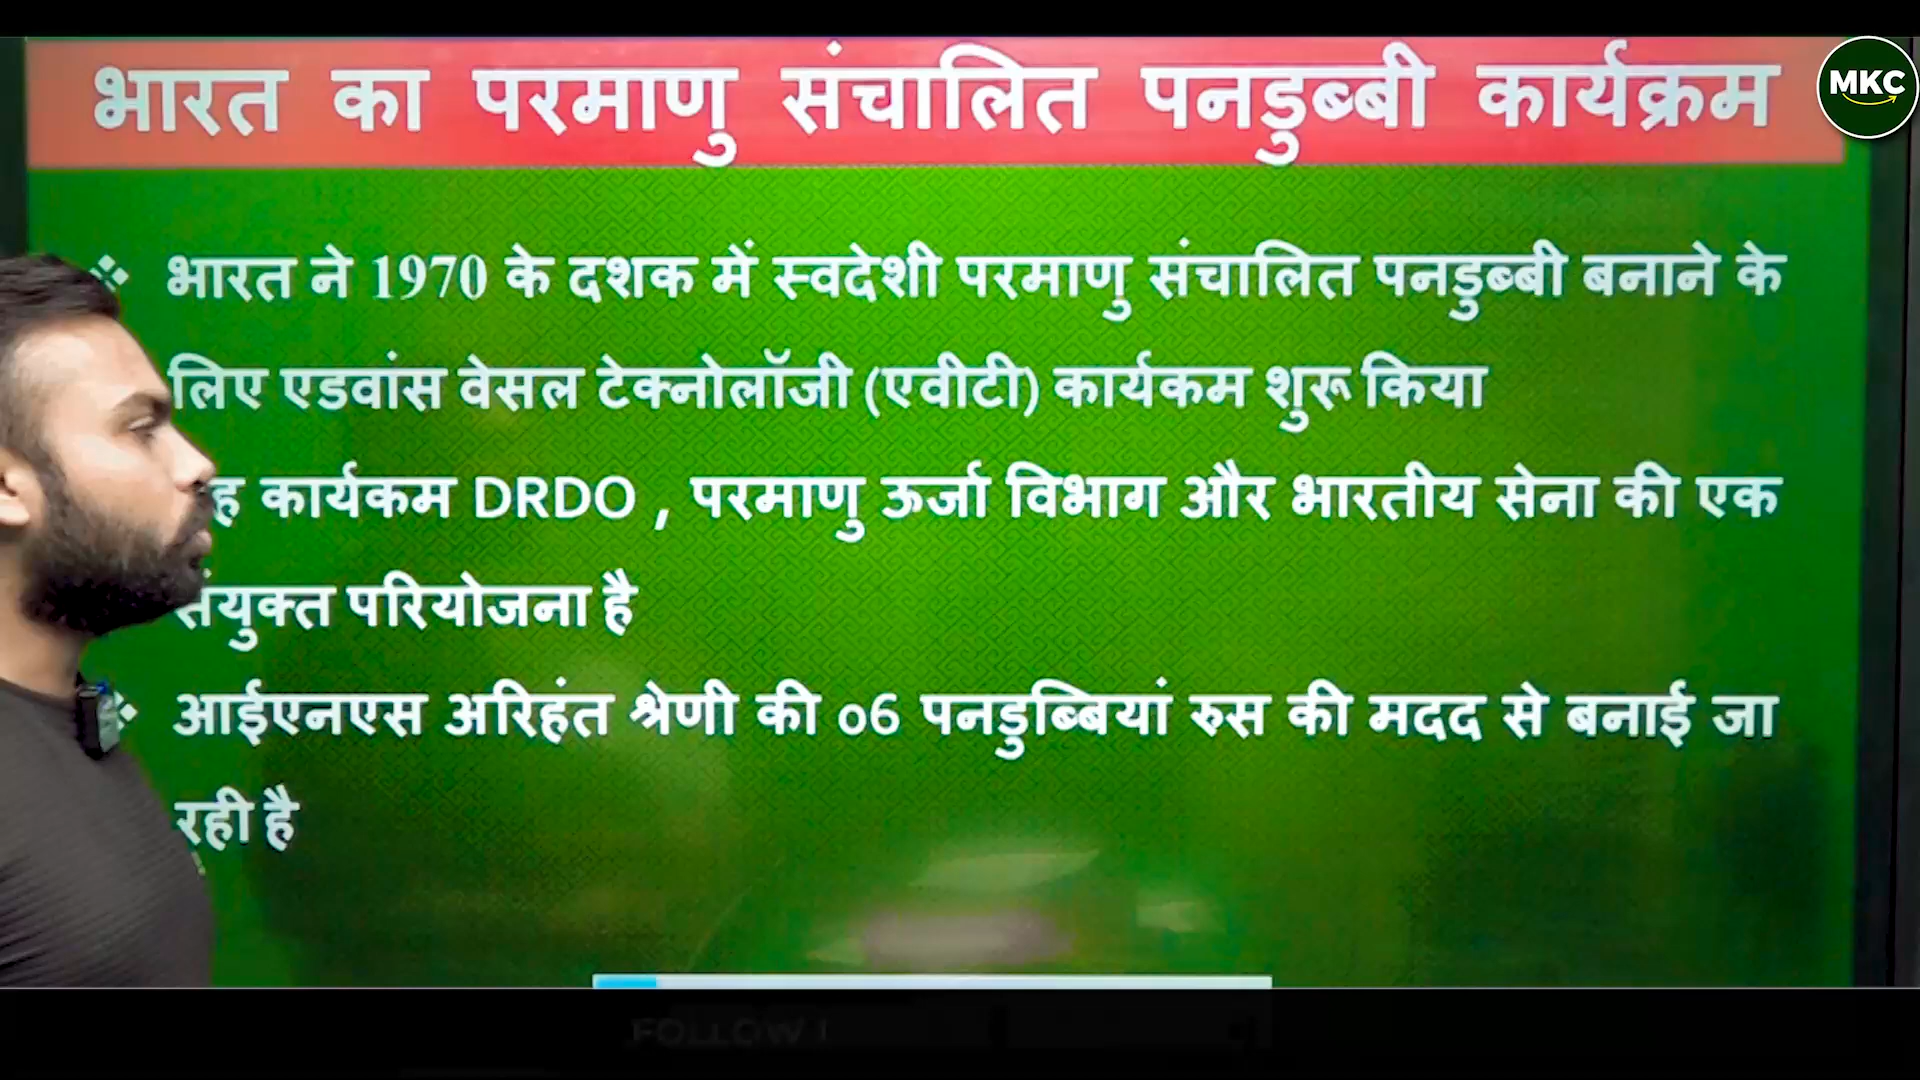 भारत का परमाणु संचालित पनडुब्बी कार्यक्रम
MKC
भारत ने 1970 के दशक में स्वदेशी परमाणु संचालित पनडुब्बी बनाने के
लिए एडवांस वेसल टेक्नोलॉजी (एवीटी) कार्यकम शुरू किया
कार्यकम DRDO , परमाणु ऊर्जा विभाग और भारतीय सेना की एक
संयुक्त परियोजना है
आईएनएस अरिहंत श्रेणी की 06 पनडुब्बियां रुस की मदद से बनाई जा
रही है
FOLLOW